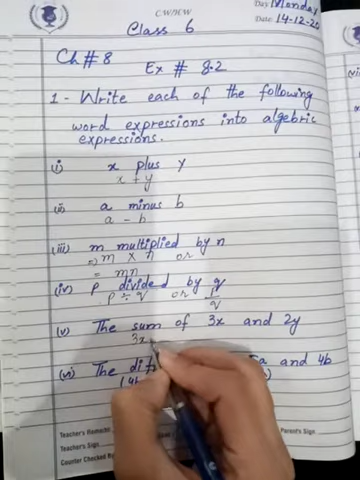 C.W/H.W
Day Monday
Date: 14-12-20
Class 6
Ch # 8
Ex # 8.2
1 - Write each of the following
word expressions into algebric
expressions.
(i) x plus y
x + y
(ii) a minus b
a - b
(iii) m multiplied by n
= m x n or
= mn
(iv) p divided by q
p ÷ q or p/q
(v) The sum of 3x and 2y
3x
(vi) The and 4b
Teacher's Remarks
Parent's Sign.
Teacher's Sign.
Counter Checked By